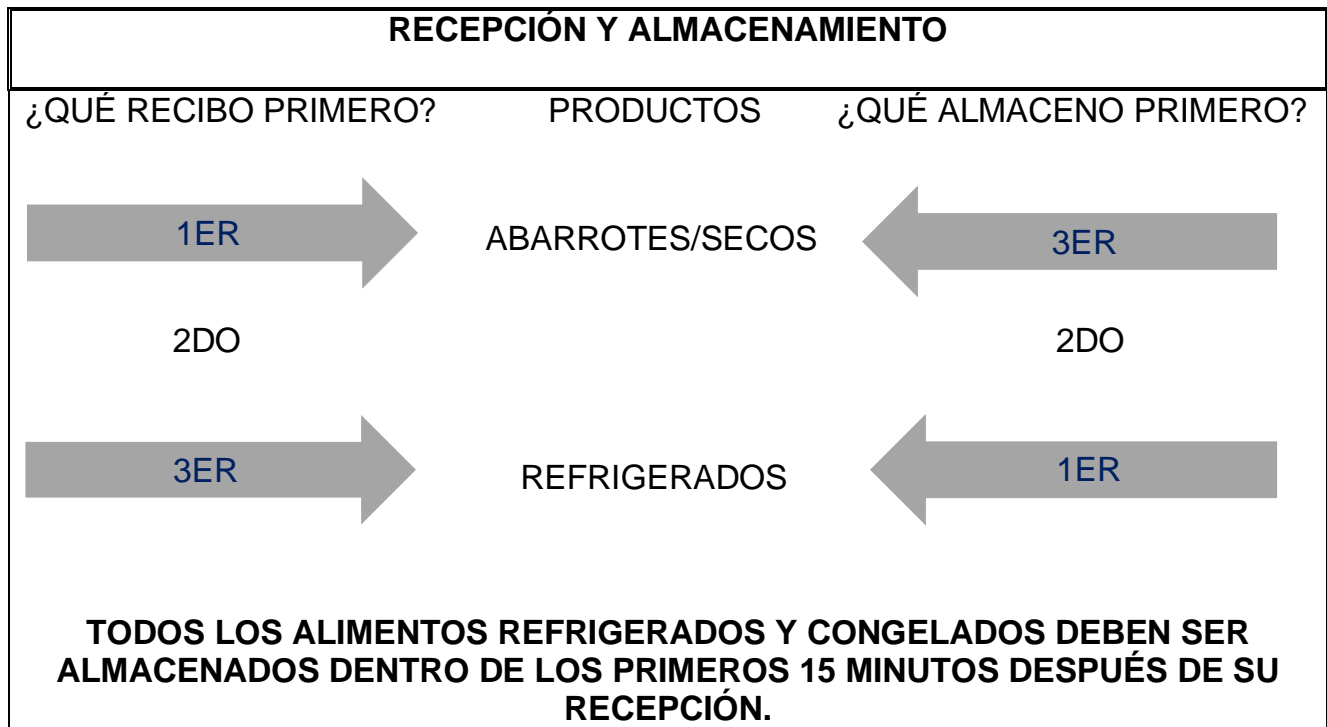 RECEPCIÓN Y ALMACENAMIENTO
¿QUÉ RECIBO PRIMERO? PRODUCTOS ¿QUÉ ALMACENO PRIMERO?
1ER ABARROTES/SECOS 3ER
2DO 2DO
3ER REFRIGERADOS 1ER
TODOS LOS ALIMENTOS REFRIGERADOS Y CONGELADOS DEBEN SER
ALMACENADOS DENTRO DE LOS PRIMEROS 15 MINUTOS DESPUÉS DE SU
RECEPCIÓN.